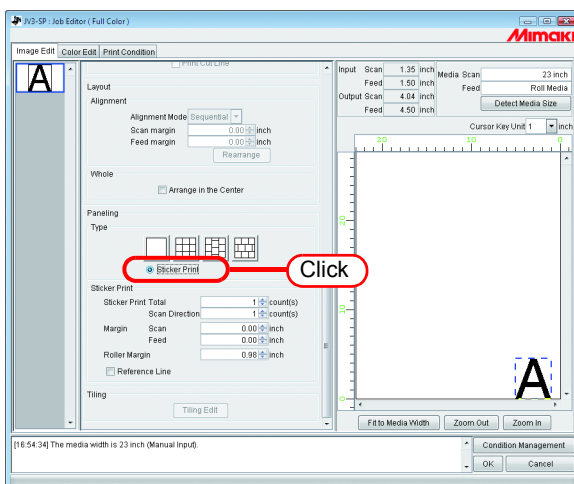 JV3-SP : Job Editor ( Full Color )
Mimaki
Image Edit Color Edit Print Condition
A
Print Cut Line
Layout
Alignment
Alignment Mode Sequential
Scan margin 0.00 inch
Feed margin 0.00 inch
Rearrange
Whole
Arrange in the Center
Paneling
Type
Sticker Print
Click
Sticker Print
Sticker Print Total 1 count(s)
Scan Direction 1 count(s)
Margin Scan 0.00 inch
Feed 0.00 inch
Roller Margin 0.98 inch
Reference Line
Tiling
Tiling Edit
Input Scan 1.35 inch
Feed 1.50 inch
Output Scan 4.04 inch
Feed 4.50 inch
Media Scan 23 inch
Feed Roll Media
Detect Media Size
Cursor Key Unit 1 inch
20 10 0
20
10
0
A
Fit to Media Width Zoom Out Zoom In
[16:54:34] The media width is 23 inch (Manual Input).
Condition Management
OK Cancel